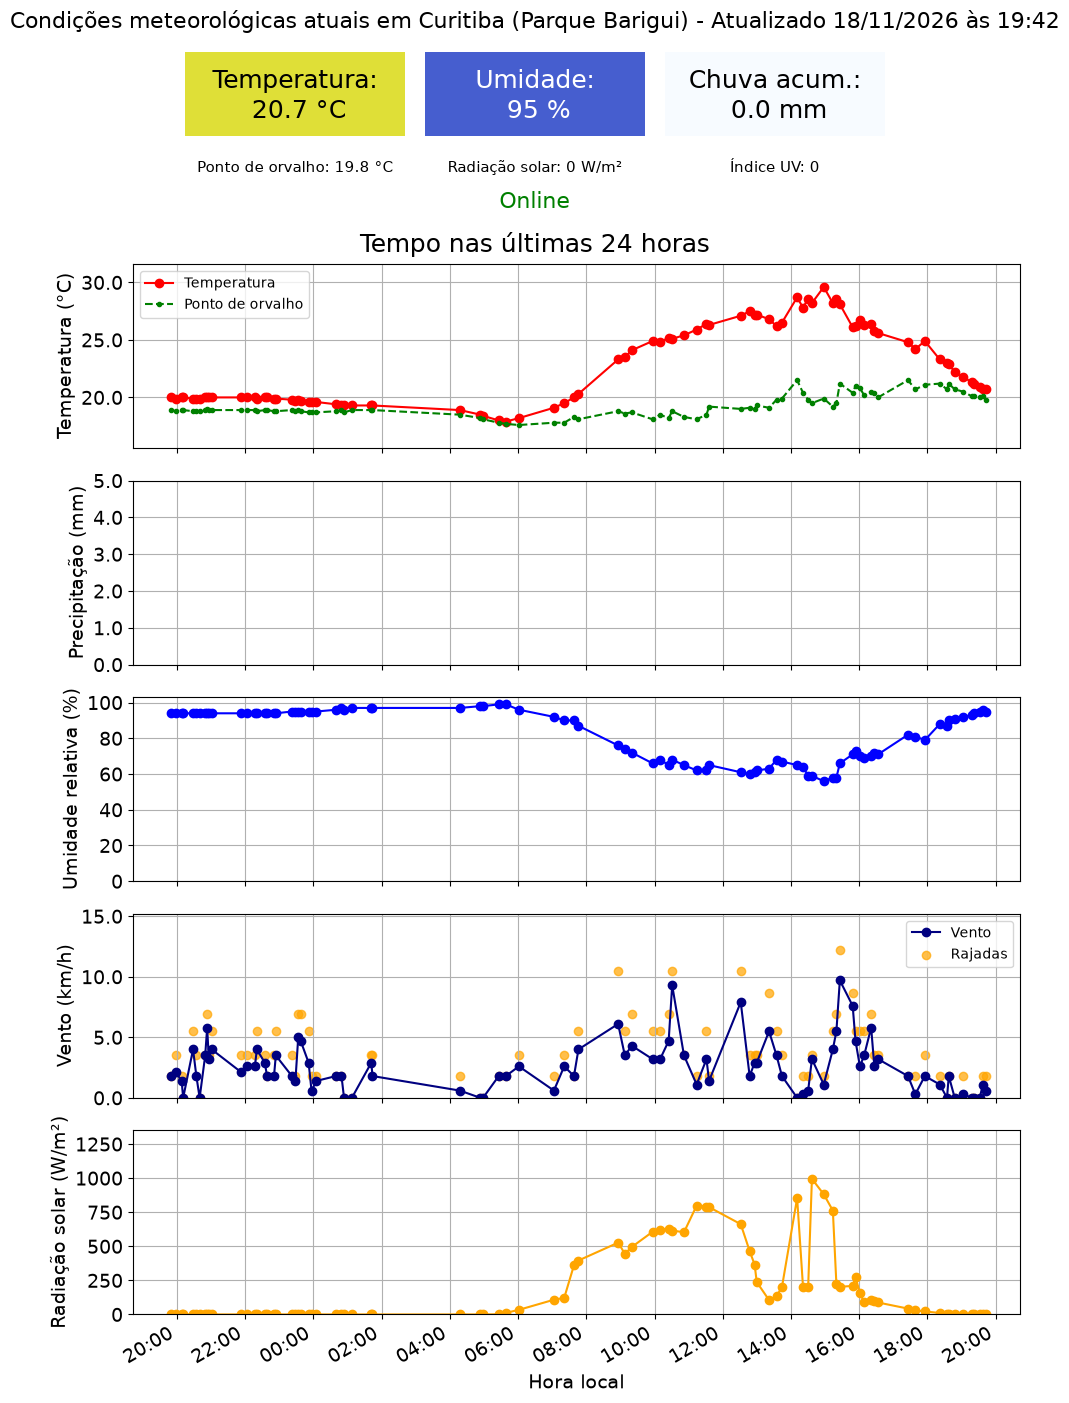 Condições meteorológicas atuais em Curitiba (Parque Barigui) - Atualizado 18/11/2026 às 19:42
Temperatura:
20.7 °C
Umidade:
95 %
Chuva acum.:
0.0 mm
Ponto de orvalho: 19.8 °C
Radiação solar: 0 W/m²
Índice UV: 0
Online
Tempo nas últimas 24 horas
Temperatura (°C)
30.0
25.0
20.0
Temperatura
Ponto de orvalho
Precipitação (mm)
5.0
4.0
3.0
2.0
1.0
0.0
Umidade relativa (%)
100
80
60
40
20
0
Vento (km/h)
15.0
10.0
5.0
0.0
Vento
Rajadas
Radiação solar (W/m²)
1250
1000
750
500
250
0
20:00
22:00
00:00
02:00
04:00
06:00
08:00
10:00
12:00
14:00
16:00
18:00
20:00
Hora local